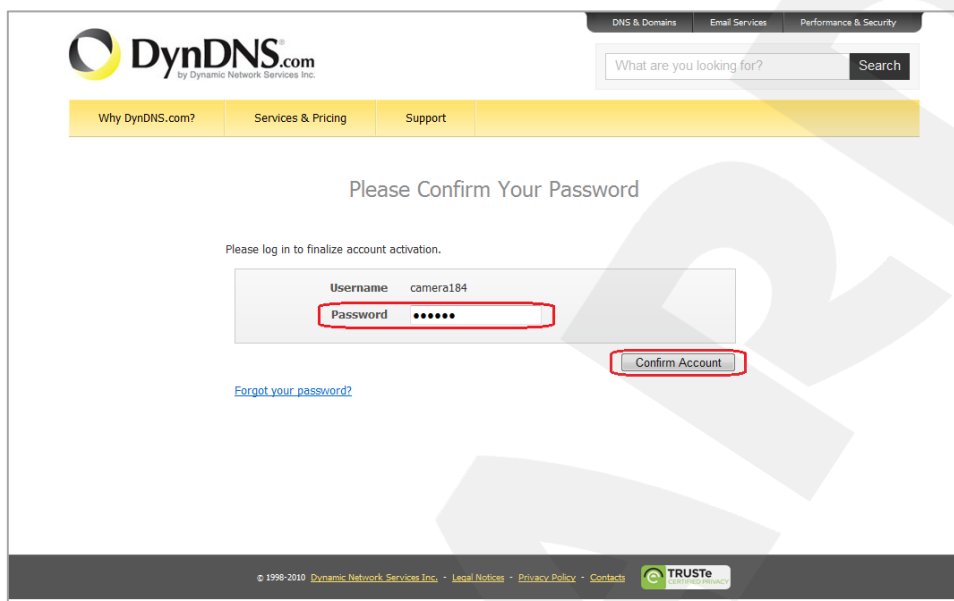 DNS & Domains Email Services Performance & Security
DynDNS.com
by Dynamic Network Services Inc.
What are you looking for? Search
Why DynDNS.com? Services & Pricing Support
Please Confirm Your Password
Please log in to finalize account activation.
Username camera184
Password ••••••
Confirm Account
Forgot your password?
© 1998-2010 Dynamic Network Services Inc. - Legal Notices - Privacy Policy - Contacts
TRUSTe
CERTIFIED PRIVACY